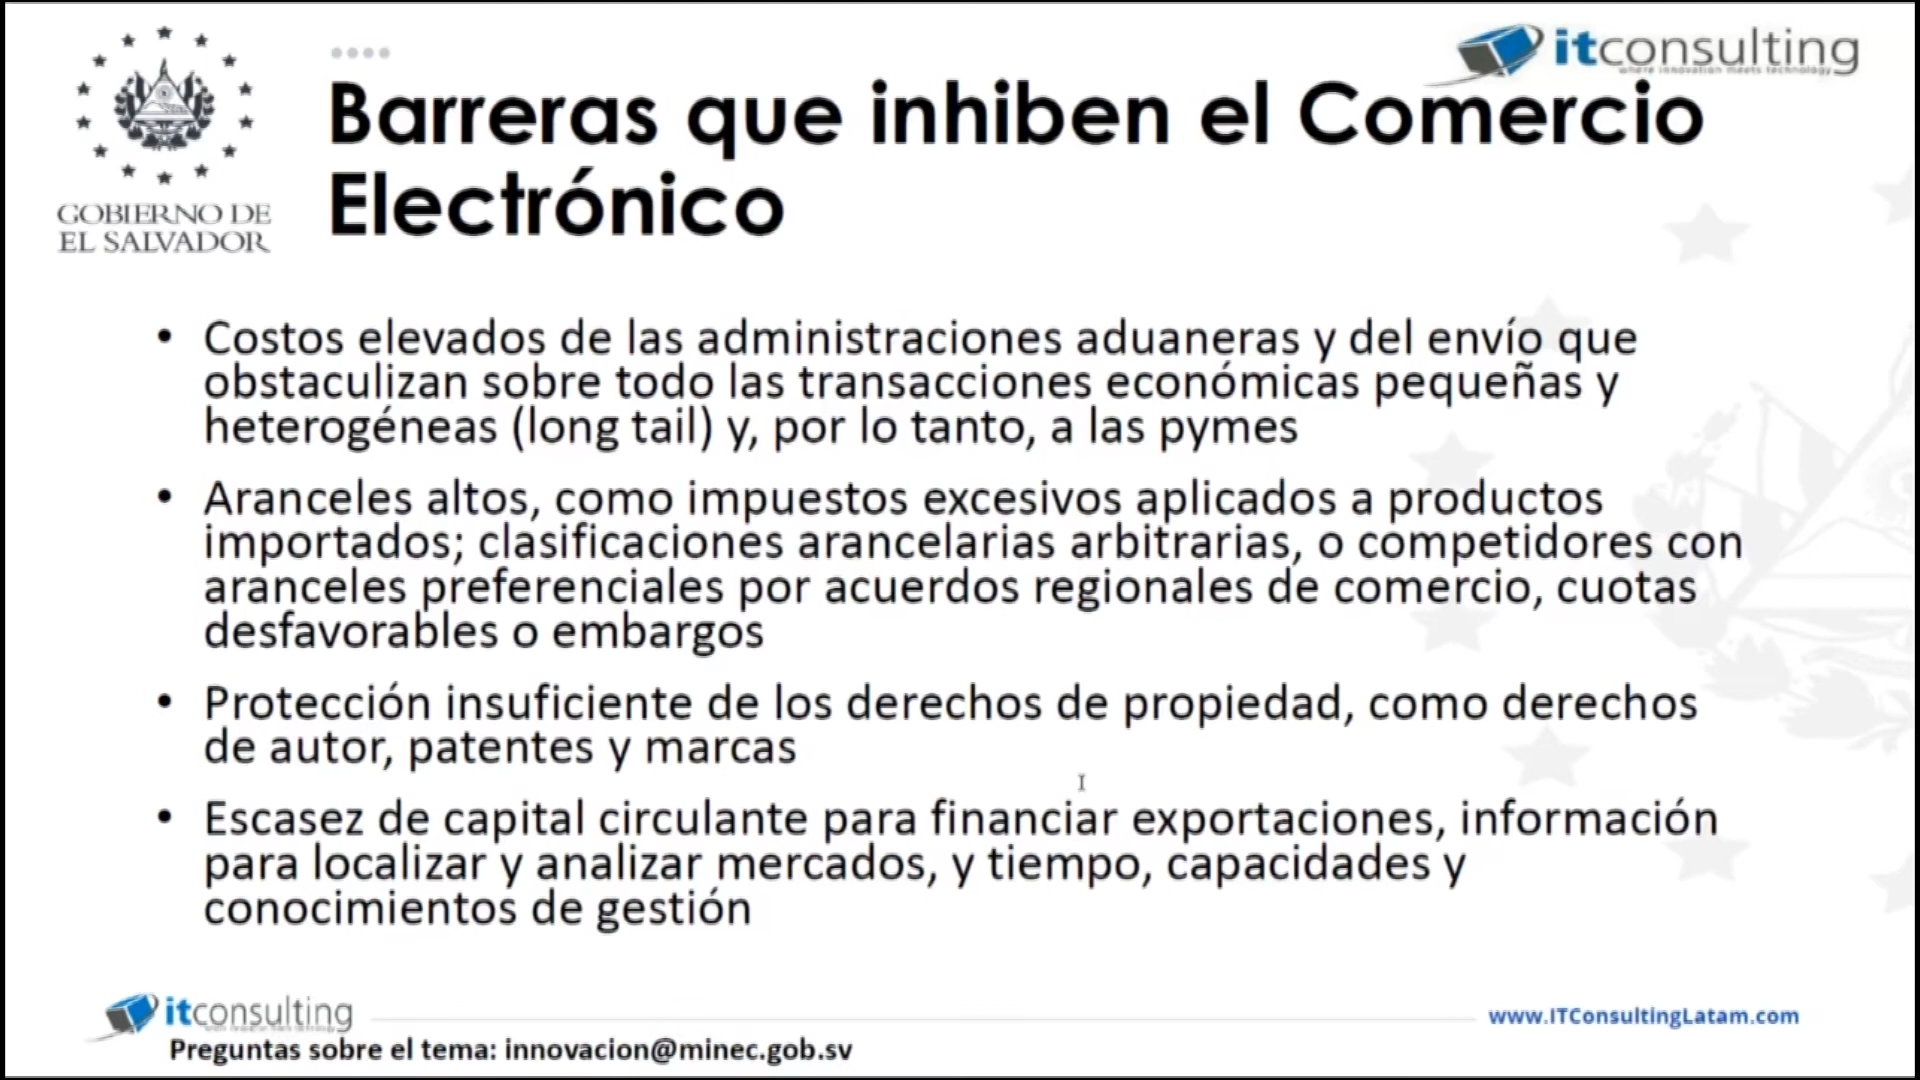 GOBIERNO DE
EL SALVADOR
itconsulting
where innovation meets technology
Barreras que inhiben el Comercio
Electrónico
• Costos elevados de las administraciones aduaneras y del envío que
obstaculizan sobre todo las transacciones económicas pequeñas y
heterogéneas (long tail) y, por lo tanto, a las pymes
• Aranceles altos, como impuestos excesivos aplicados a productos
importados; clasificaciones arancelarias arbitrarias, o competidores con
aranceles preferenciales por acuerdos regionales de comercio, cuotas
desfavorables o embargos
• Protección insuficiente de los derechos de propiedad, como derechos
de autor, patentes y marcas
• Escasez de capital circulante para financiar exportaciones, información
para localizar y analizar mercados, y tiempo, capacidades y
conocimientos de gestión
itconsulting
www.ITConsultingLatam.com
Preguntas sobre el tema: innovacion@minec.gob.sv